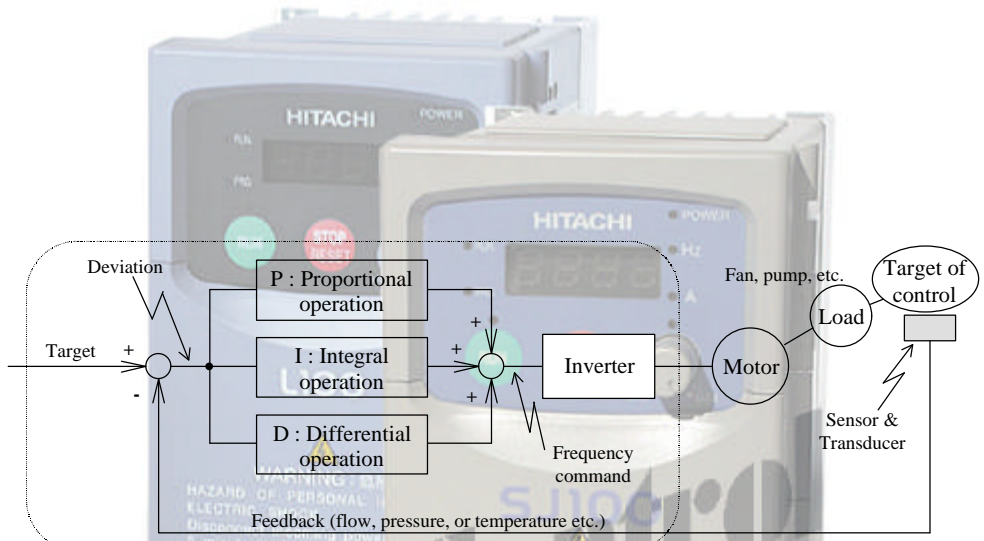 HITACHI
POWER
RUN
PRG
STOP
RESET
HITACHI
POWER
Hz
A
Deviation
P : Proportional
operation
Fan, pump, etc.
Target of
control
Load
Target
+
-
I : Integral
operation
+
+
+
Inverter
Motor
L100
D : Differential
operation
Frequency
command
Sensor &
Transducer
WARNING :
HAZARD OF PERSONAL
ELECTRIC SHOCK
SJ100
Feedback (flow, pressure, or temperature etc.)